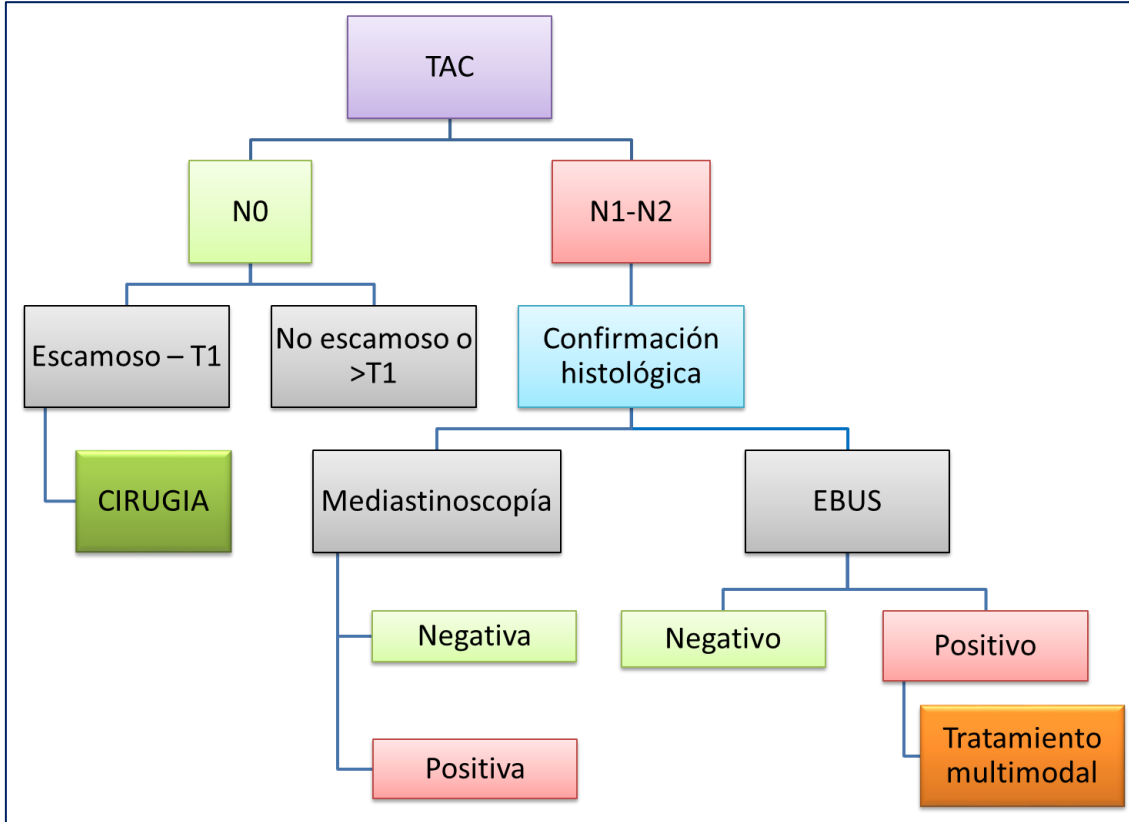 TAC
N0
N1-N2
Escamoso – T1
No escamoso o
>T1
Confirmación
histológica
CIRUGIA
Mediastinoscopía
EBUS
Negativa
Negativo
Positivo
Positiva
Tratamiento
multimodal